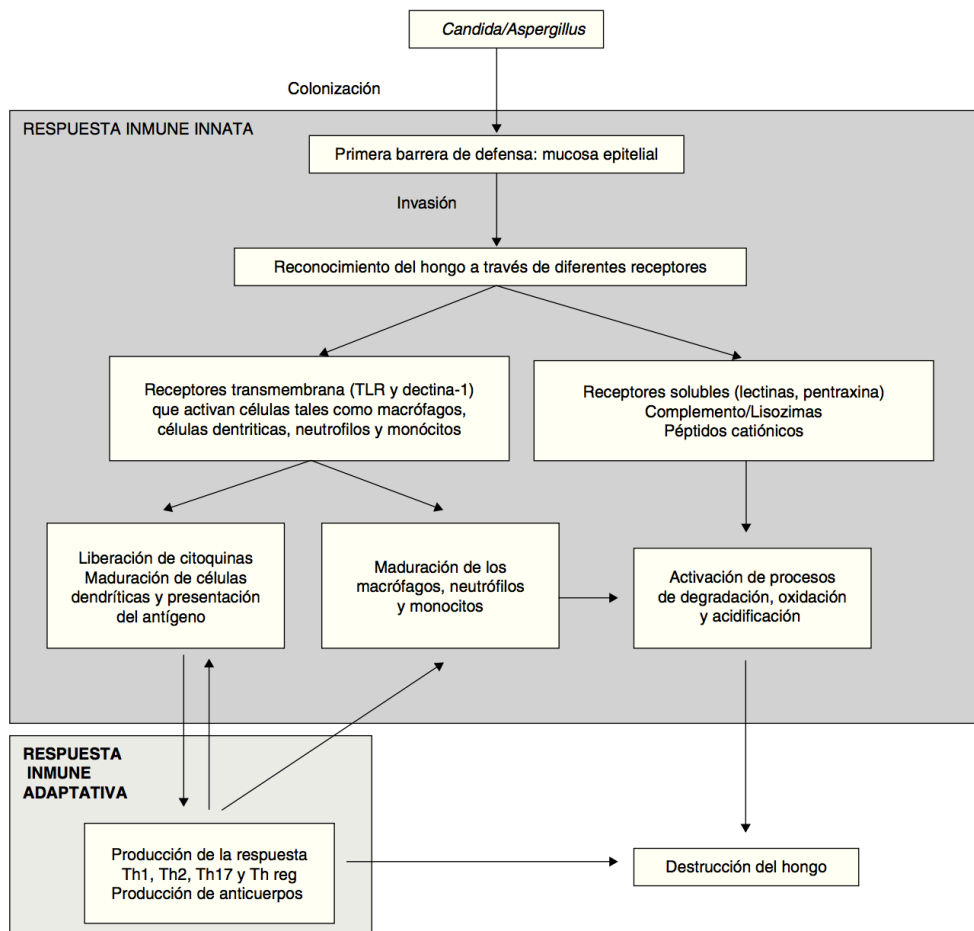 Candida/Aspergillus
Colonización
RESPUESTA INMUNE INNATA
Primera barrera de defensa: mucosa epitelial
Invasión
Reconocimiento del hongo a través de diferentes receptores
Receptores transmembrana (TLR y dectina-1)
que activan células tales como macrófagos,
células dentriticas, neutrofilos y monócitos
Receptores solubles (lectinas, pentraxina)
Complemento/Lisozimas
Péptidos catiónicos
Liberación de citoquinas
Maduración de células
dendríticas y presentación
del antígeno
Maduración de los
macrófagos, neutrófilos
y monocitos
Activación de procesos
de degradación, oxidación
y acidificación
RESPUESTA
INMUNE
ADAPTATIVA
Producción de la respuesta
Th1, Th2, Th17 y Th reg
Producción de anticuerpos
Destrucción del hongo